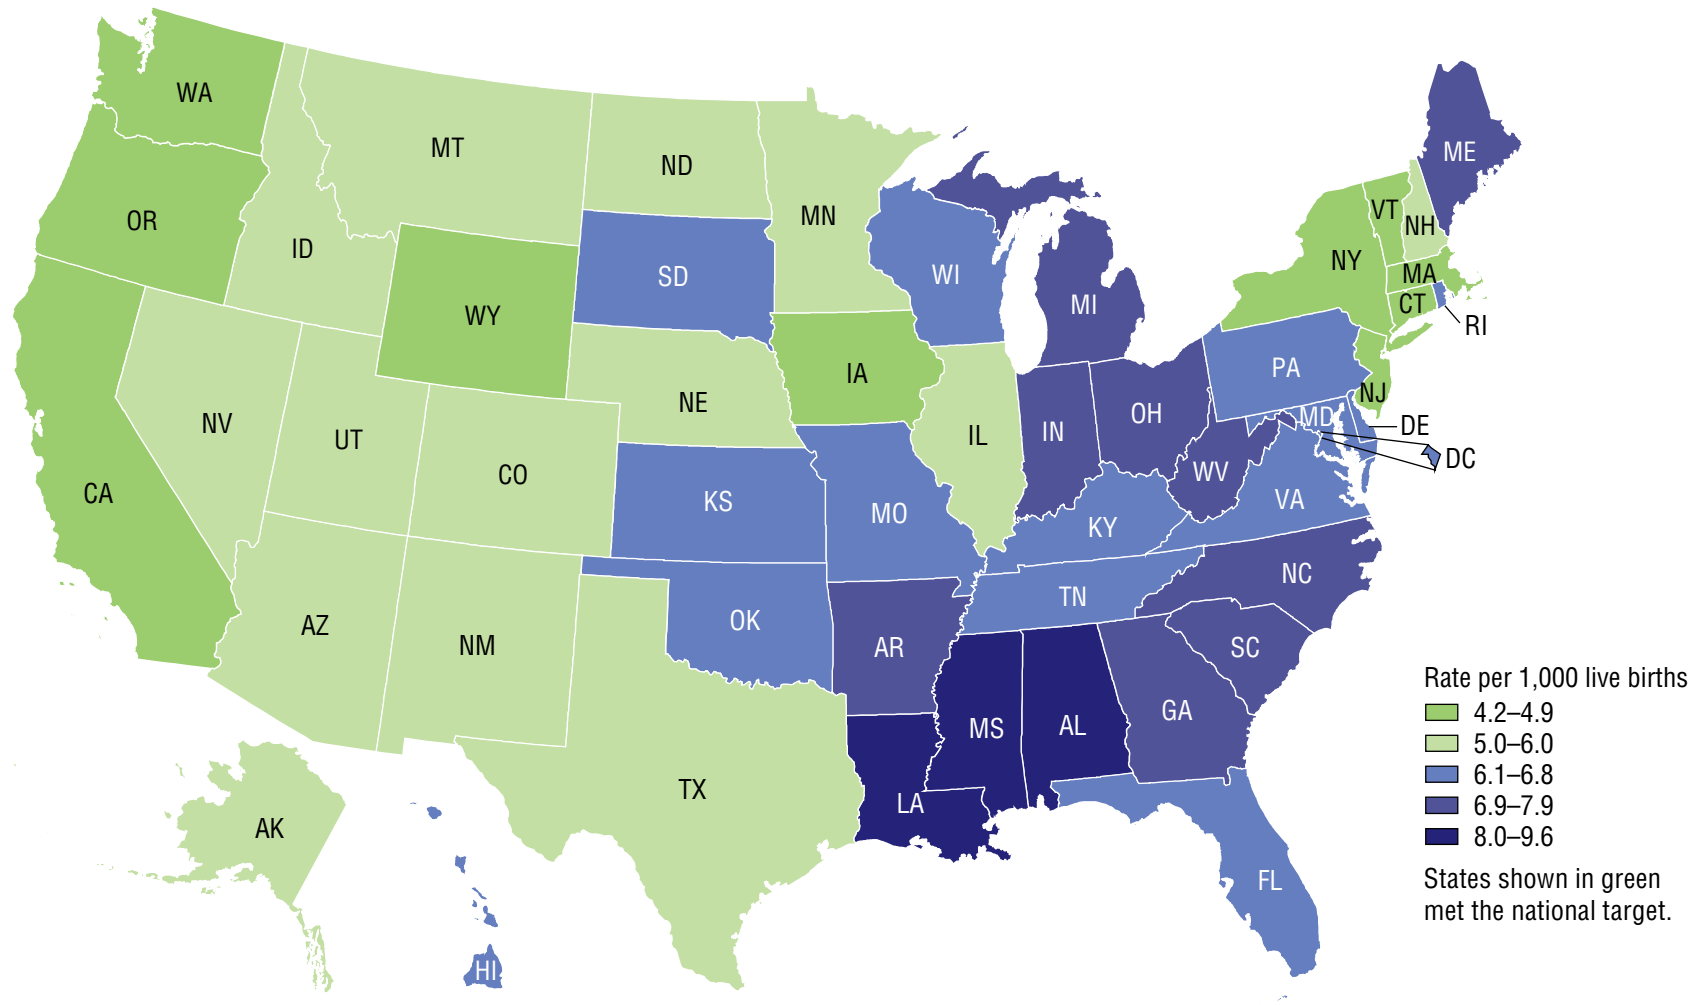 WA
MT
ND
ME
OR
ID
MN
VT
NH
SD
WI
NY
MA
WY
MI
CT
RI
IA
PA
NE
NJ
NV
UT
IL
IN
OH
MD
DE
CO
WV
DC
CA
KS
MO
KY
VA
AZ
NM
OK
TN
NC
AR
SC
TX
MS
AL
GA
LA
AK
HI
FL
Rate per 1,000 live births
4.2–4.9
5.0–6.0
6.1–6.8
6.9–7.9
8.0–9.6
States shown in green
met the national target.